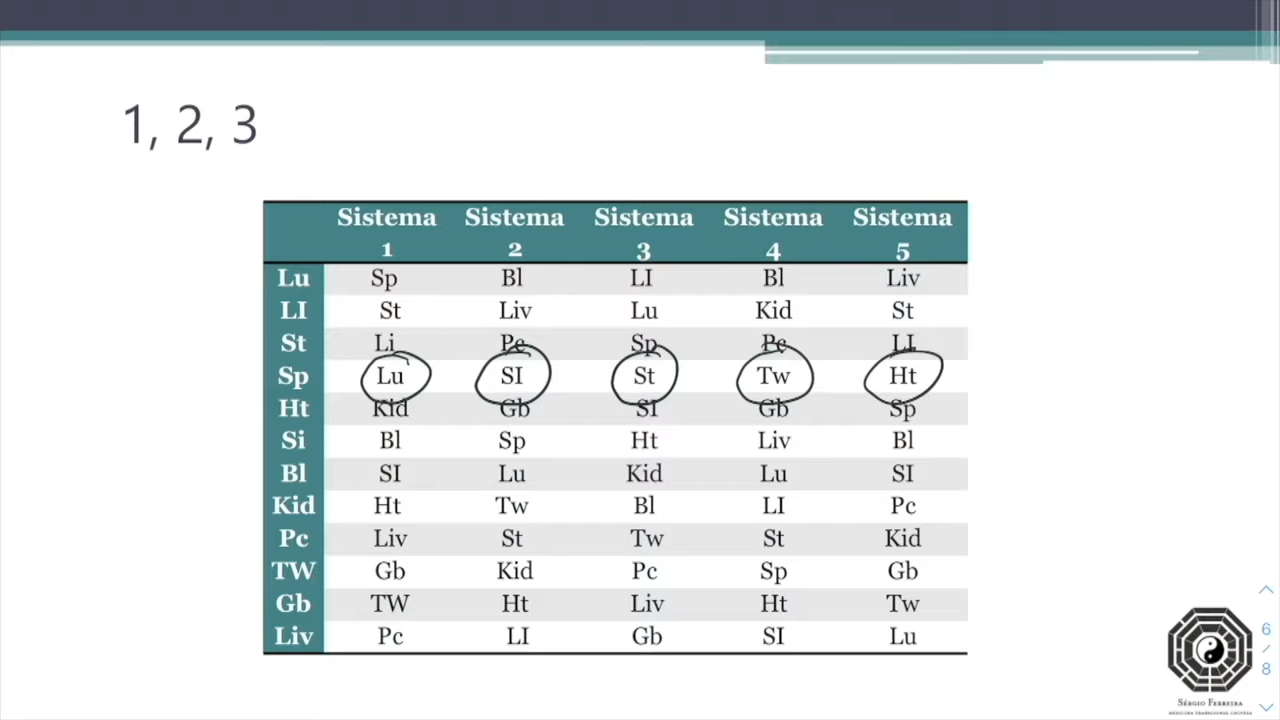 1, 2, 3
Sistema 1 Sistema 2 Sistema 3 Sistema 4 Sistema 5
Lu Sp Bl LI Bl Liv
LI St Liv Lu Kid St
St Li Pc Sp Pc LI
Sp Lu SI St Tw Ht
Ht Kid Gb SI Gb Sp
Si Bl Sp Ht Liv Bl
Bl SI Lu Kid Lu SI
Kid Ht Tw Bl LI Pc
Pc Liv St Tw St Kid
TW Gb Kid Pc Sp Gb
Gb TW Ht Liv Ht Tw
Liv Pc LI Gb SI Lu
6
/
8
Sérgio Ferreira
Medicina Tradicional Chinesa